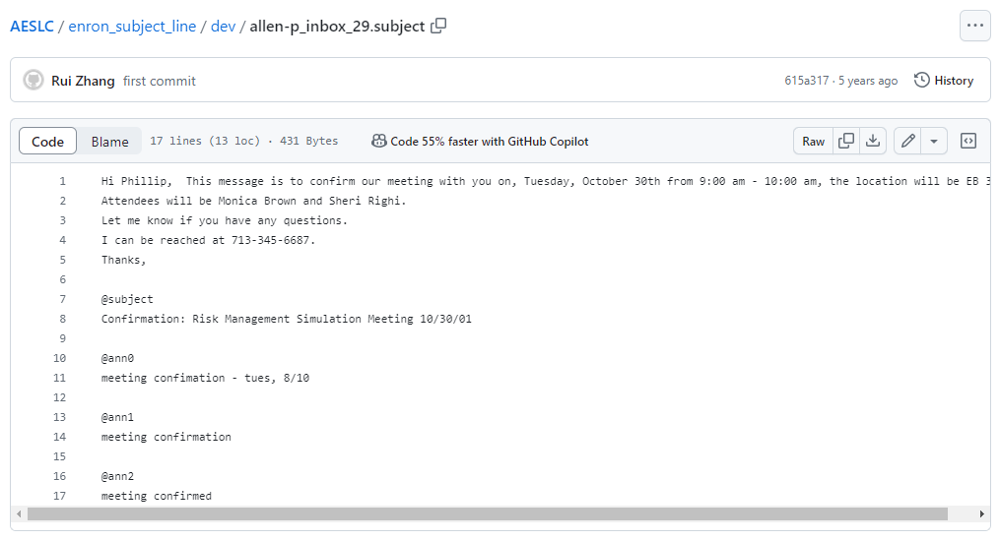 AESLC / enron_subject_line / dev / allen-p_inbox_29.subject
Rui Zhang first commit 615a317 · 5 years ago History
Code Blame 17 lines (13 loc) · 431 Bytes Code 55% faster with GitHub Copilot Raw
1 Hi Phillip,  This message is to confirm our meeting with you on, Tuesday, October 30th from 9:00 am - 10:00 am, the location will be EB 3
2 Attendees will be Monica Brown and Sheri Righi.
3 Let me know if you have any questions.
4 I can be reached at 713-345-6687.
5 Thanks,
6
7 @subject
8 Confirmation: Risk Management Simulation Meeting 10/30/01
9
10 @ann0
11 meeting confimation - tues, 8/10
12
13 @ann1
14 meeting confirmation
15
16 @ann2
17 meeting confirmed